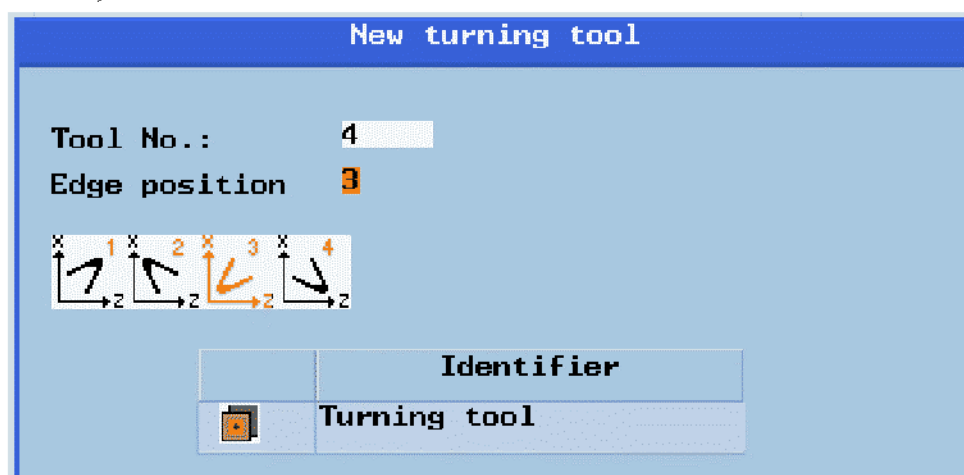 New turning tool
Tool No.: 4
Edge position 3
X 1 X 2 X 3 X 4
Z Z Z Z
Identifier
Turning tool